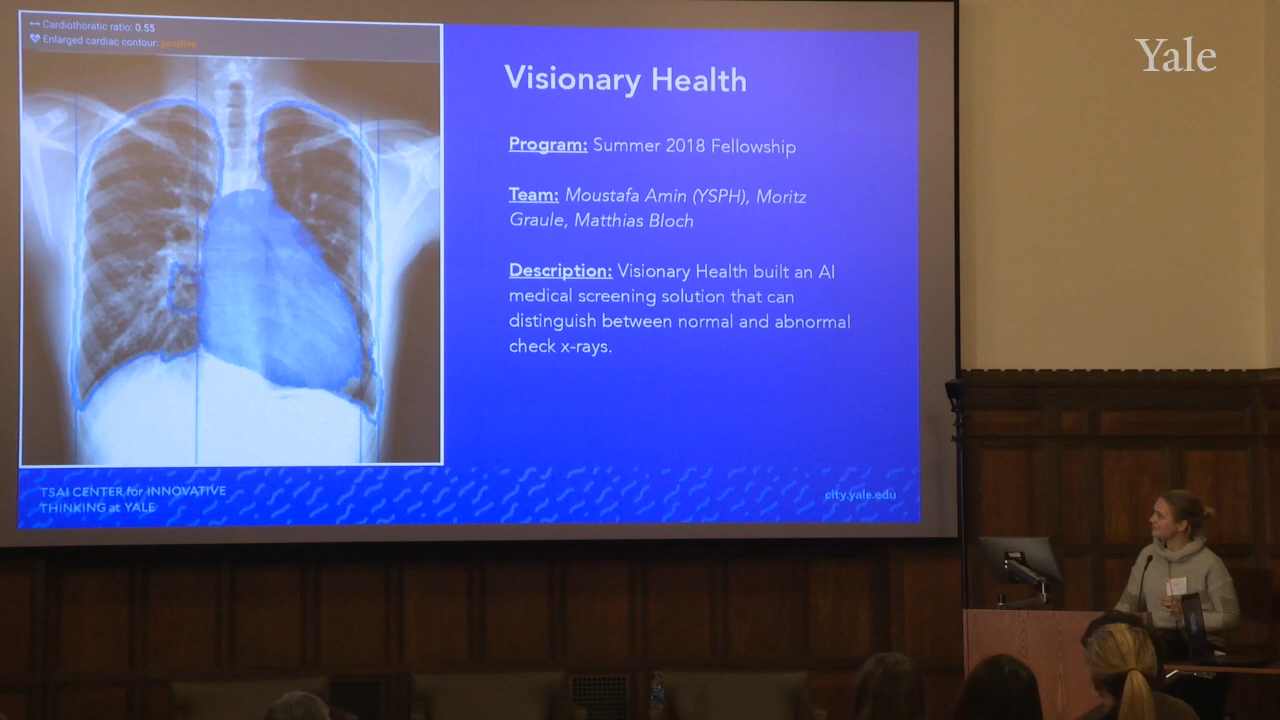 Cardiothoratic ratio: 0.55
Enlarged cardiac contour: positive
Yale
Visionary Health
Program: Summer 2018 Fellowship
Team: Moustafa Amin (YSPH), Moritz
Graule, Matthias Bloch
Description: Visionary Health built an AI
medical screening solution that can
distinguish between normal and abnormal
check x-rays.
TSAI CENTER for INNOVATIVE
THINKING at YALE
city.yale.edu